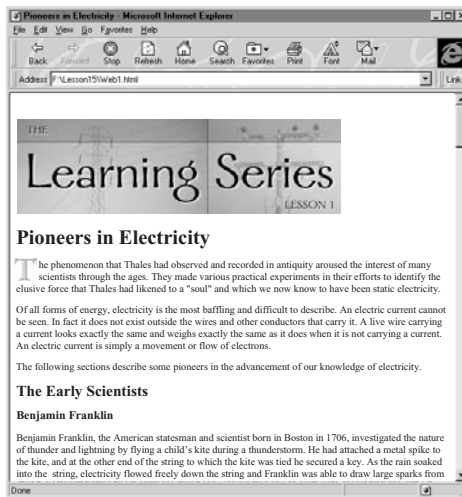 Pioneers in Electricity - Microsoft Internet Explorer
File Edit View Go Favorites Help
Back Forward Stop Refresh Home Search Favorites Print Font Mail
Address F:\Lesson15\Web1.html Link
THE
Learning Series
LESSON 1
Pioneers in Electricity
The phenomenon that Thales had observed and recorded in antiquity aroused the interest of many
scientists through the ages. They made various practical experiments in their efforts to identify the
elusive force that Thales had likened to a "soul" and which we now know to have been static electricity.
Of all forms of energy, electricity is the most baffling and difficult to describe. An electric current cannot
be seen. In fact it does not exist outside the wires and other conductors that carry it. A live wire carrying
a current looks exactly the same and weighs exactly the same as it does when it is not carrying a current.
An electric current is simply a movement or flow of electrons.
The following sections describe some pioneers in the advancement of our knowledge of electricity.
The Early Scientists
Benjamin Franklin
Benjamin Franklin, the American statesman and scientist born in Boston in 1706, investigated the nature
of thunder and lightning by flying a child's kite during a thunderstorm. He had attached a metal spike to
the kite, and at the other end of the string to which the kite was tied he secured a key. As the rain soaked
into the string, electricity flowed freely down the string and Franklin was able to draw large sparks from
Done